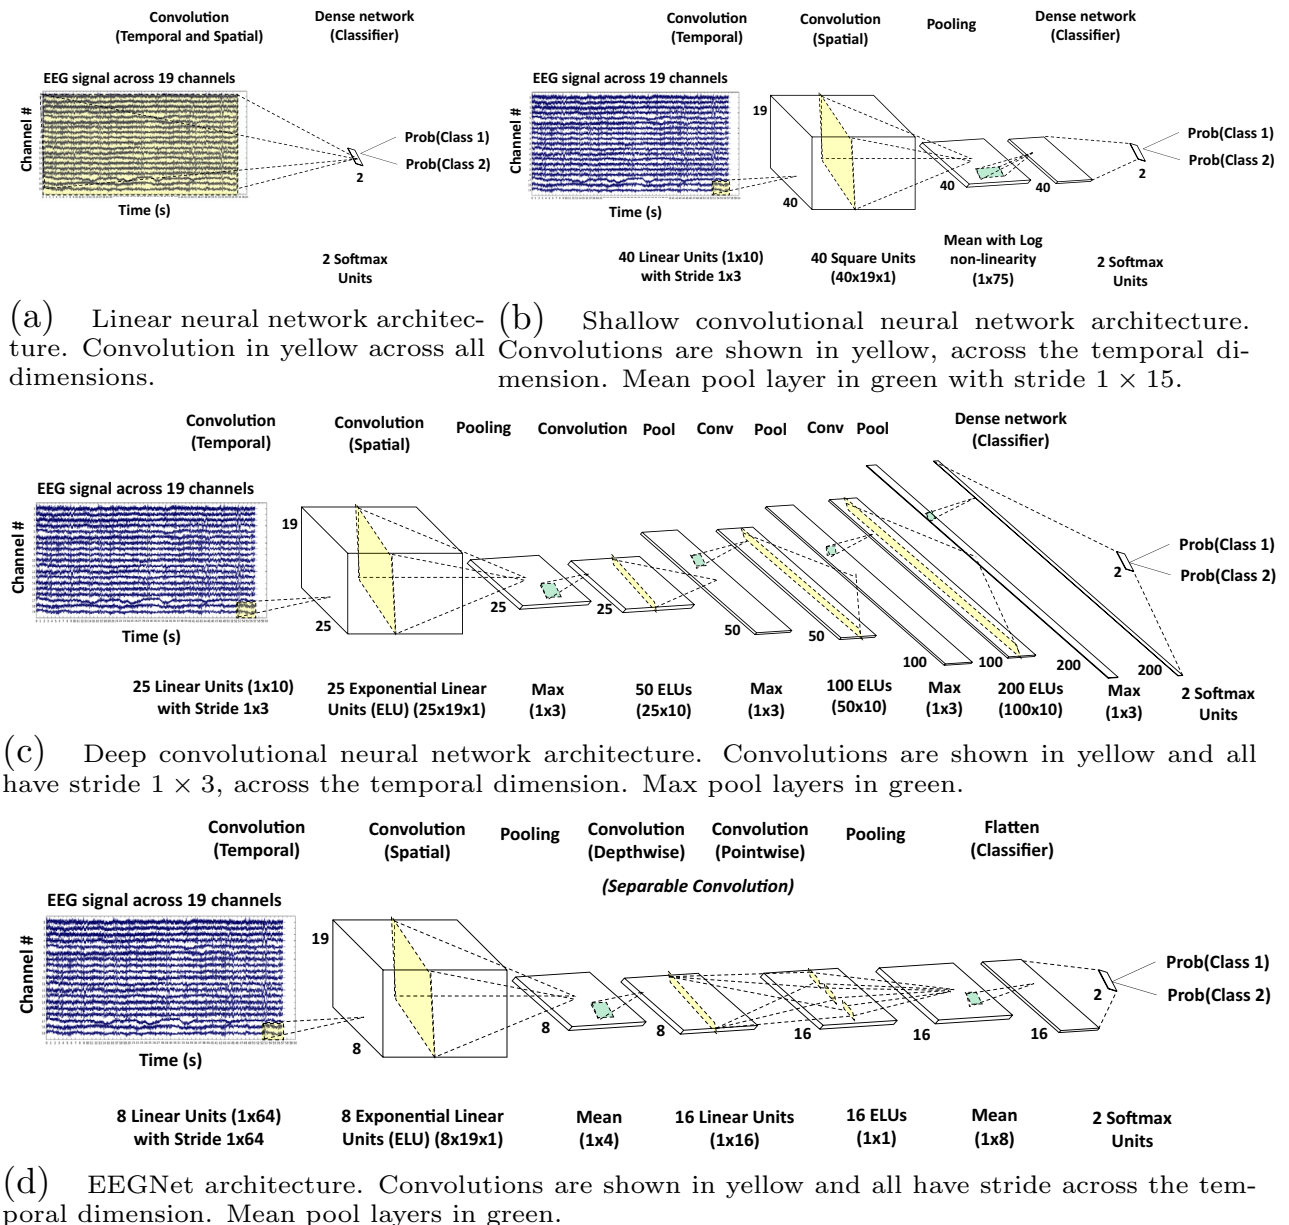 Convolution
(Temporal and Spatial)
Dense network
(Classifier)
EEG signal across 19 channels
Channel #
Time (s)
2
Prob(Class 1)
Prob(Class 2)
2 Softmax
Units
(a) Linear neural network architec-
ture. Convolution in yellow across all
dimensions.
Convolution
(Temporal)
Convolution
(Spatial)
Pooling
Dense network
(Classifier)
EEG signal across 19 channels
Channel #
Time (s)
19
40
40
40
2
Prob(Class 1)
Prob(Class 2)
40 Linear Units (1x10)
with Stride 1x3
40 Square Units
(40x19x1)
Mean with Log
non-linearity
(1x75)
2 Softmax
Units
(b) Shallow convolutional neural network architecture.
Convolutions are shown in yellow, across the temporal di-
mension. Mean pool layer in green with stride 1 × 15.
Convolution
(Temporal)
Convolution
(Spatial)
Pooling
Convolution
Pool
Conv
Pool
Conv
Pool
Dense network
(Classifier)
EEG signal across 19 channels
Channel #
Time (s)
19
25
25
25
50
50
100
100
200
200
2
Prob(Class 1)
Prob(Class 2)
25 Linear Units (1x10)
with Stride 1x3
25 Exponential Linear
Units (ELU) (25x19x1)
Max
(1x3)
50 ELUs
(25x10)
Max
(1x3)
100 ELUs
(50x10)
Max
(1x3)
200 ELUs
(100x10)
Max
(1x3)
2 Softmax
Units
(c) Deep convolutional neural network architecture. Convolutions are shown in yellow and all
have stride 1 × 3, across the temporal dimension. Max pool layers in green.
Convolution
(Temporal)
Convolution
(Spatial)
Pooling
Convolution
(Depthwise)
Convolution
(Pointwise)
(Separable Convolution)
Pooling
Flatten
(Classifier)
EEG signal across 19 channels
Channel #
Time (s)
19
8
8
8
16
16
16
2
Prob(Class 1)
Prob(Class 2)
8 Linear Units (1x64)
with Stride 1x64
8 Exponential Linear
Units (ELU) (8x19x1)
Mean
(1x4)
16 Linear Units
(1x16)
16 ELUs
(1x1)
Mean
(1x8)
2 Softmax
Units
(d) EEGNet architecture. Convolutions are shown in yellow and all have stride across the tem-
poral dimension. Mean pool layers in green.